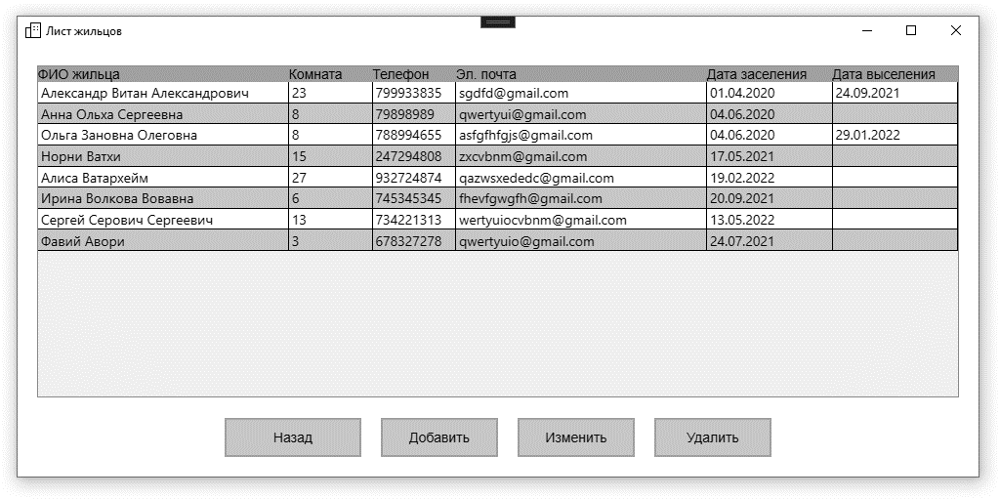 Лист жильцов
ФИО жильца Комната Телефон Эл. почта Дата заселения Дата выселения
Александр Витан Александрович 23 799933835 sgdfd@gmail.com 01.04.2020 24.09.2021
Анна Ольха Сергеевна 8 79898989 qwertyui@gmail.com 04.06.2020
Ольга Зановна Олеговна 8 788994655 asfgfhfgjs@gmail.com 04.06.2020 29.01.2022
Норни Ватхи 15 247294808 zxcvbnm@gmail.com 17.05.2021
Алиса Ватархейм 27 932724874 qazwsxededc@gmail.com 19.02.2022
Ирина Волкова Вовавна 6 745345345 fhevfgwgfh@gmail.com 20.09.2021
Сергей Серович Сергеевич 13 734221313 wertyuiocvbnm@gmail.com 13.05.2022
Фавий Авори 3 678327278 qwertyuio@gmail.com 24.07.2021
Назад Добавить Изменить Удалить